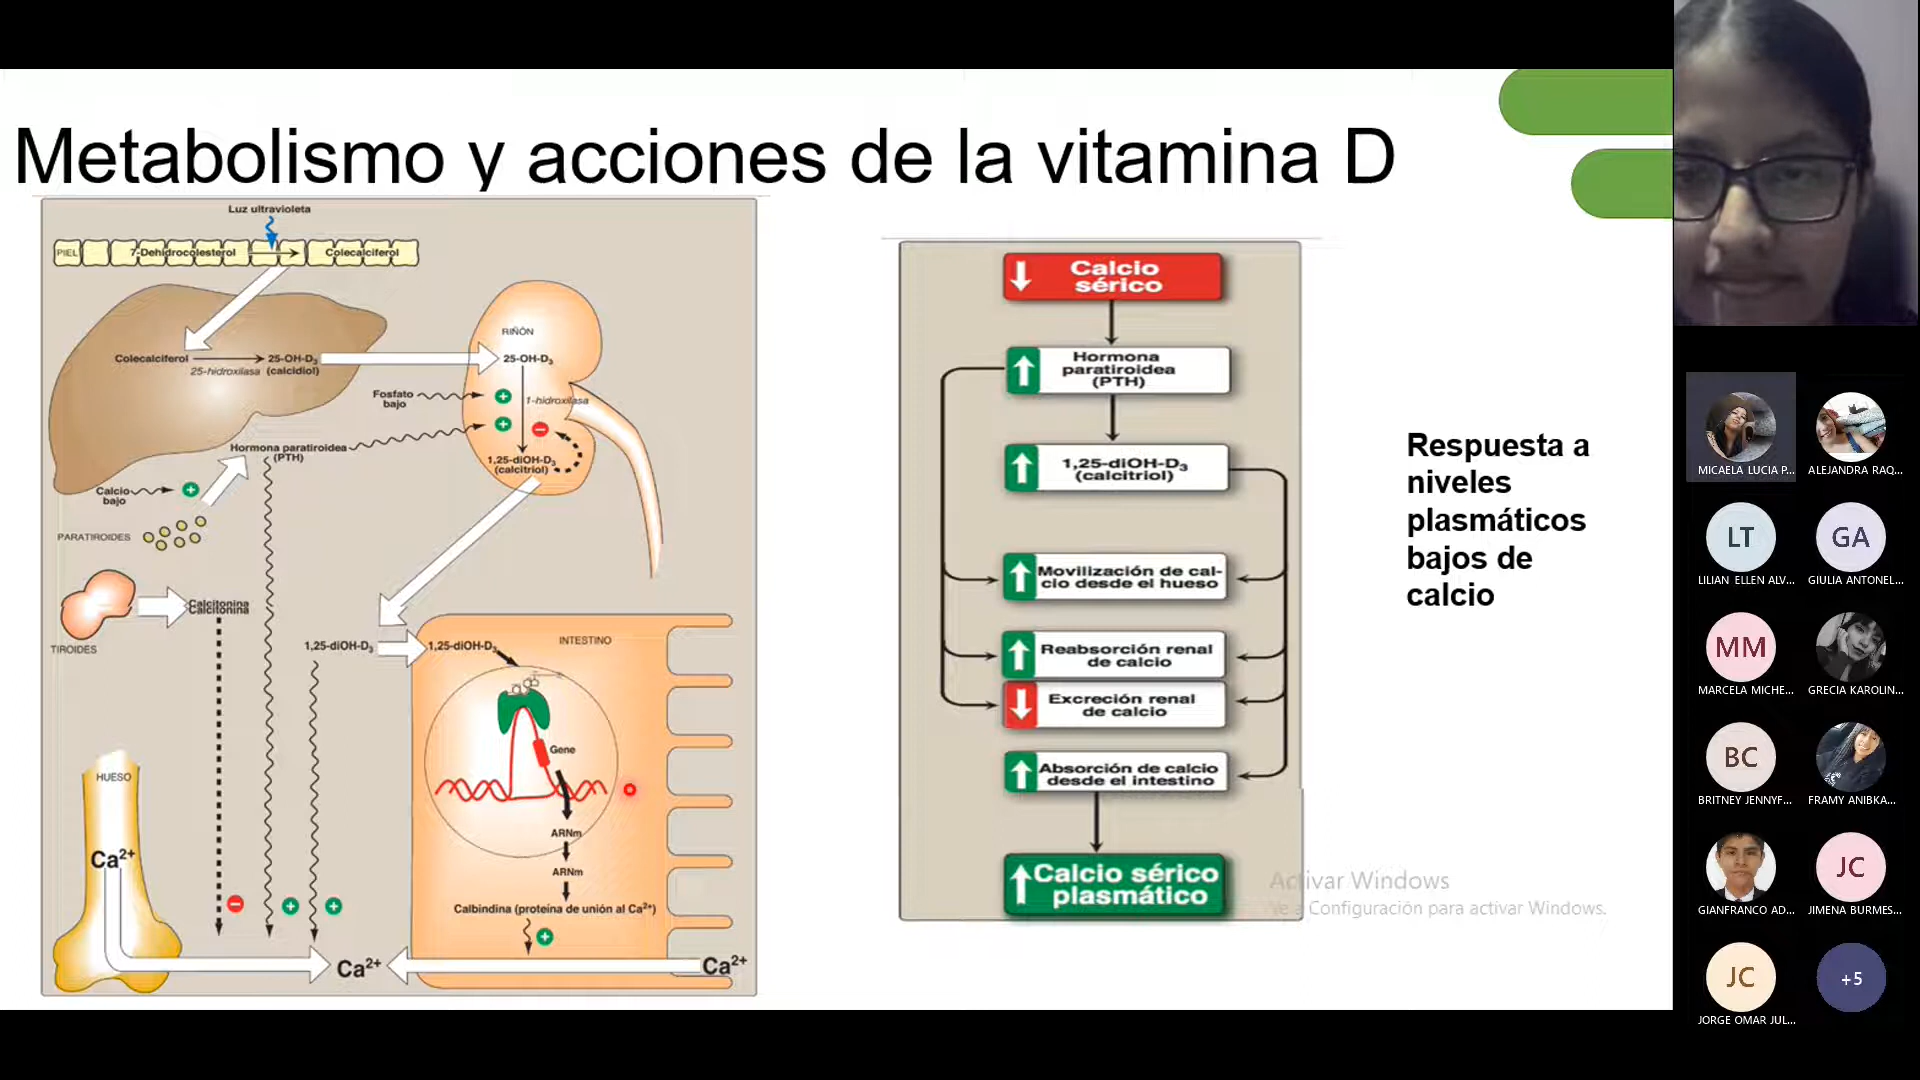 Metabolismo y acciones de la vitamina D
Luz ultravioleta
PIEL
7-Dehidrocolesterol
Colecalciferol
RIÑÓN
Colecalciferol
25-OH-D3
25-hidroxilasa
(calcidiol)
25-OH-D3
Fosfato
bajo
1-hidroxilasa
Hormona paratiroidea
(PTH)
1,25-diOH-D3
(calcitriol)
Calcio
bajo
PARATIROIDES
Calcitonina
Calcitonina
TIROIDES
1,25-diOH-D3
1,25-diOH-D3
INTESTINO
Gene
HUESO
ARNm
Ca2+
ARNm
Calbindina (proteína de unión al Ca2+)
Ca2+
Ca2+
Calcio
sérico
Hormona
paratiroidea
(PTH)
1,25-diOH-D3
(calcitriol)
Movilización de cal-
cio desde el hueso
Reabsorción renal
de calcio
Excreción renal
de calcio
Absorción de calcio
desde el intestino
Calcio sérico
plasmático
Respuesta a
niveles
plasmáticos
bajos de
calcio
Activar Windows
Ve a Configuración para activar Windows.
MICAELA LUCIA P...
ALEJANDRA RAQ...
LT
GA
LILIAN ELLEN ALV...
GIULIA ANTONEL...
MM
MARCELA MICHE...
GRECIA KAROLIN...
BC
BRITNEY JENNYF...
FRAMY ANIBKA...
JC
GIANFRANCO AD...
JIMENA BURMES...
JC
+5
JORGE OMAR JUL...